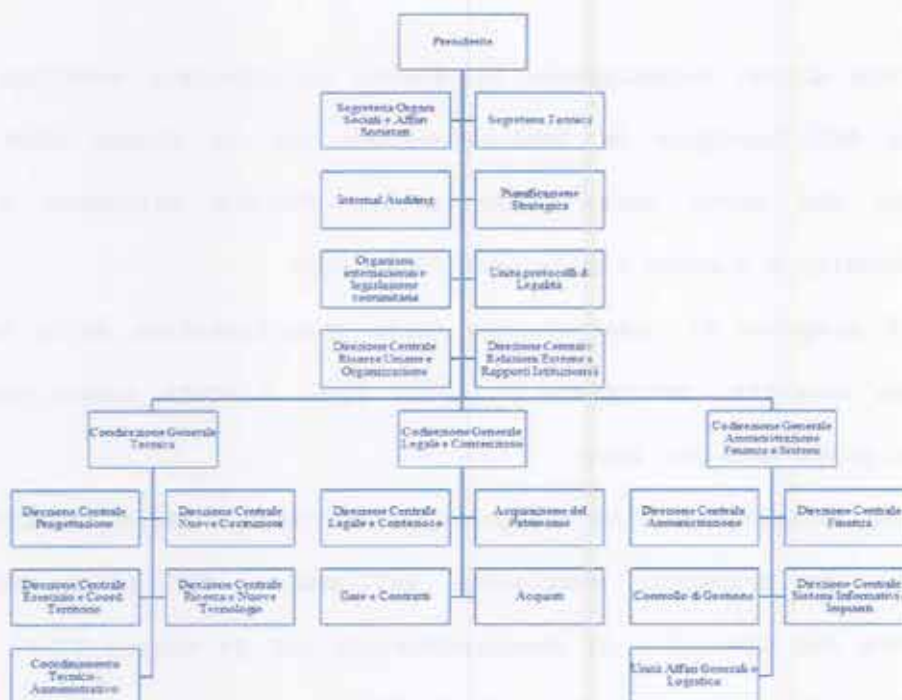 Presidente
Segreteria Organi
Sociali e Affari
Societari
Segreteria Tecnica
Internal Auditing
Pianificazione
Strategica
Organismi
internazionali e
legislazione
comunitaria
Unità protocolli di
Legalità
Direzione Centrale
Risorse Umane e
Organizzazione
Direzione Centrale
Relazioni Esterne e
Rapporti Istituzionali
Condirezione Generale
Tecnica
Codirezione Generale
Legale e Contenzioso
Codirezione Generale
Amministrazione
Finanza e Sistemi
Direzione Centrale
Progettazione
Direzione Centrale
Nuove Costruzioni
Direzione Centrale
Legale e Contenzioso
Acquisizione del
Patrimonio
Direzione Centrale
Amministrazione
Direzione Centrale
Finanza
Direzione Centrale
Esercizio e Coord.
Territorio
Direzione Centrale
Ricerca e Nuove
Tecnologie
Gare e Contratti
Acquisti
Controllo di Gestione
Direzione Centrale
Sistemi Informativi e
Impianti
Coordinamento
Tecnico -
Amministrativo
Unità Affari Generali e
Logistica